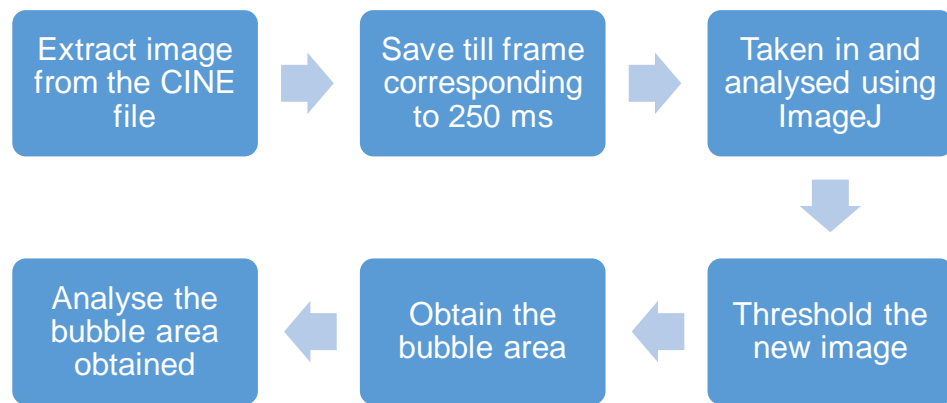 Extract image
from the CINE
file
Save till frame
corresponding
to 250 ms
Taken in and
analysed using
ImageJ
Threshold the
new image
Obtain the
bubble area
Analyse the
bubble area
obtained